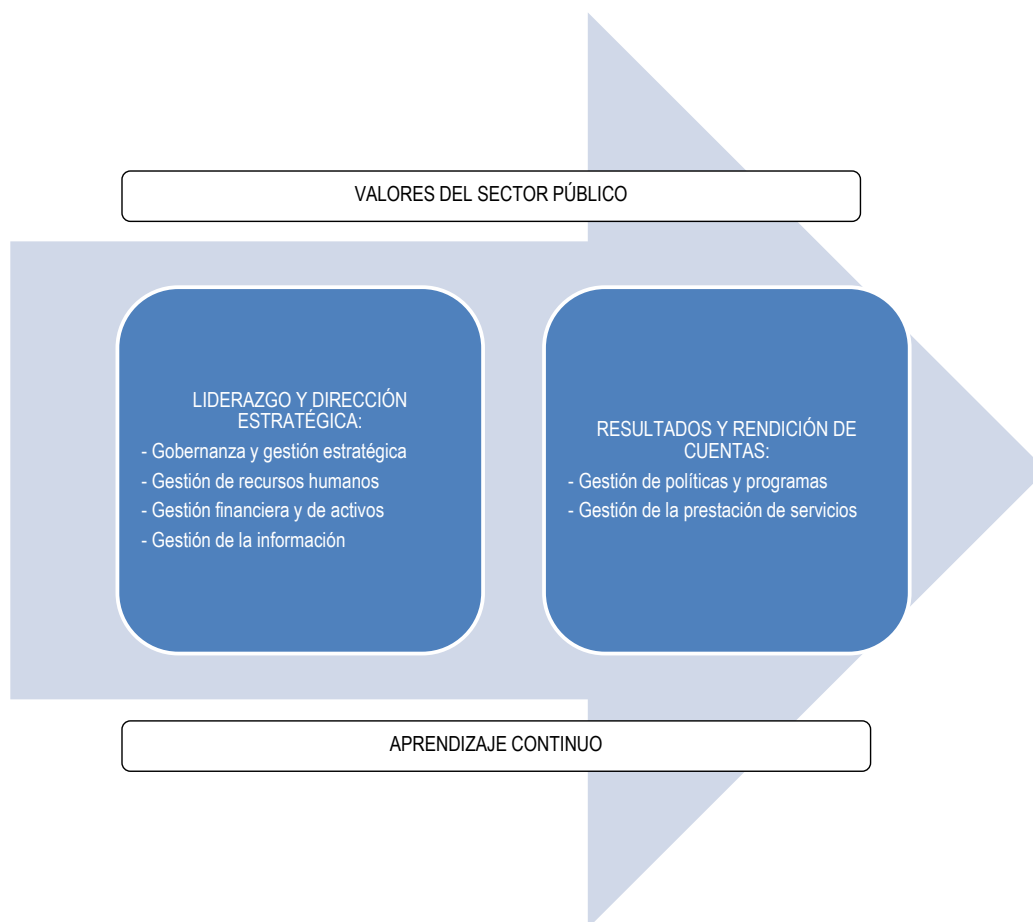 VALORES DEL SECTOR PÚBLICO
LIDERAZGO Y DIRECCIÓN
ESTRATÉGICA:
- Gobernanza y gestión estratégica
- Gestión de recursos humanos
- Gestión financiera y de activos
- Gestión de la información
RESULTADOS Y RENDICIÓN DE
CUENTAS:
- Gestión de políticas y programas
- Gestión de la prestación de servicios
APRENDIZAJE CONTINUO